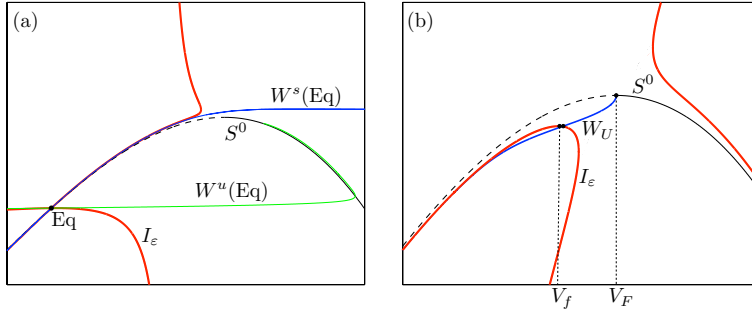 (a)
W^s(Eq)
S^0
W^u(Eq)
Eq
I_ε
(b)
S^0
W_U
I_ε
V_f
V_F